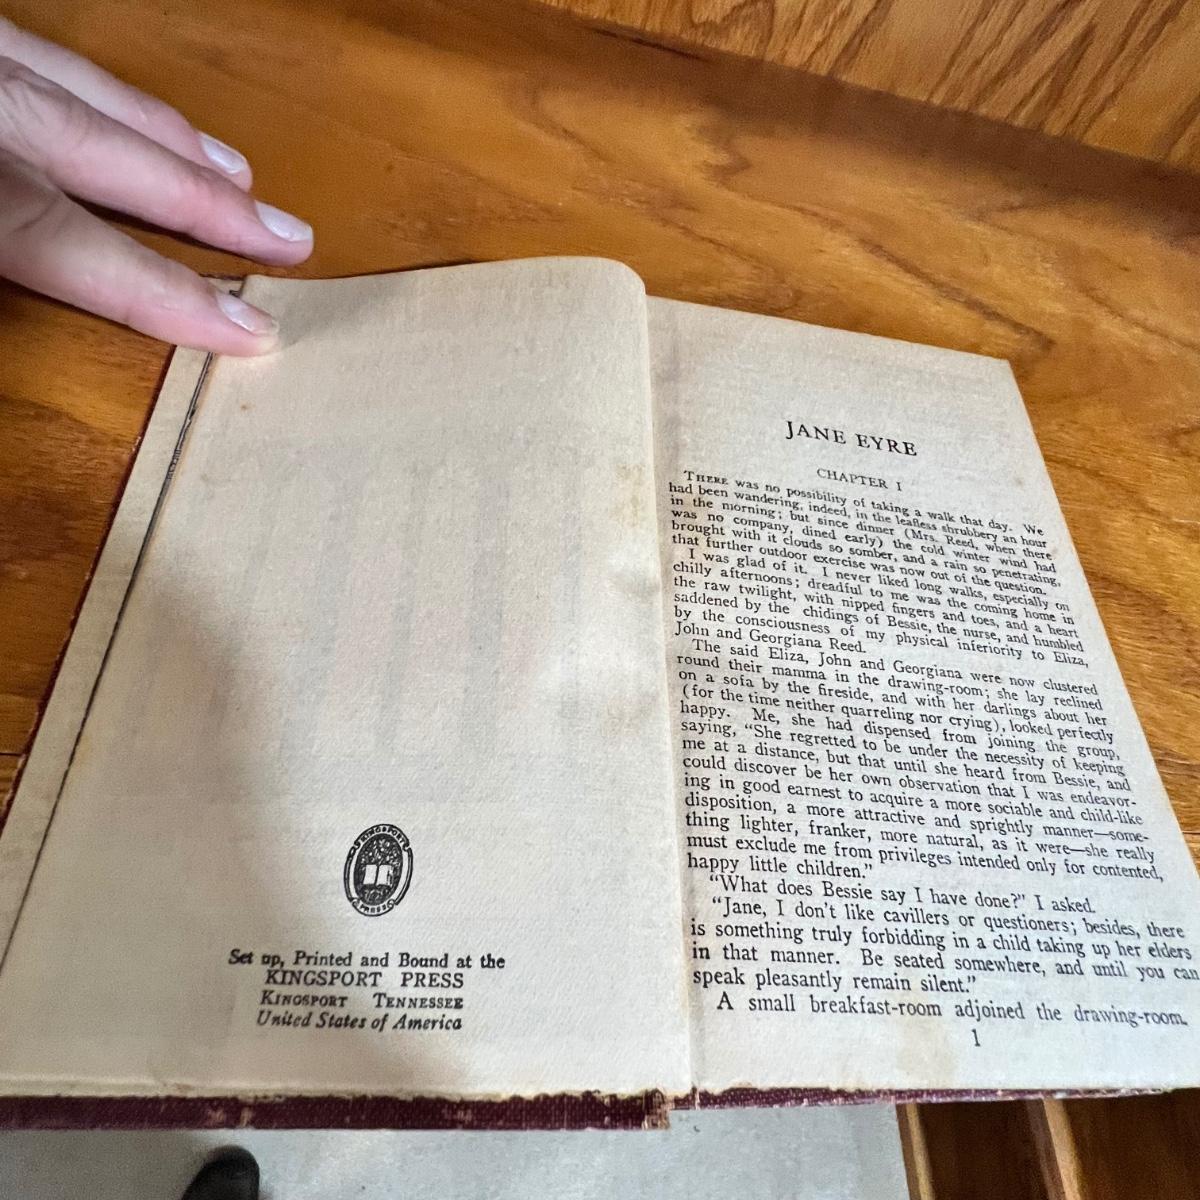 KINGSPORT
PRESS
Set up, Printed and Bound at the
KINGSPORT PRESS
KINGSPORT TENNESSEE
United States of America
JANE EYRE
CHAPTER I
THERE was no possibility of taking a walk that day. We
had been wandering, indeed, in the leafless shrubbery an hour
in the morning; but since dinner (Mrs. Reed, when there
was no company, dined early) the cold winter wind had
brought with it clouds so somber, and a rain so penetrating,
that further outdoor exercise was now out of the question.
I was glad of it. I never liked long walks, especially on
chilly afternoons; dreadful to me was the coming home in
the raw twilight, with nipped fingers and toes, and a heart
saddened by the chidings of Bessie, the nurse, and humbled
by the consciousness of my physical inferiority to Eliza,
John and Georgiana Reed.
The said Eliza, John and Georgiana were now clustered
round their mamma in the drawing-room; she lay reclined
on a sofa by the fireside, and with her darlings about her
(for the time neither quarreling nor crying), looked perfectly
happy. Me, she had dispensed from joining the group,
saying, “She regretted to be under the necessity of keeping
me at a distance, but that until she heard from Bessie, and
could discover be her own observation that I was endeavor-
ing in good earnest to acquire a more sociable and child-like
disposition, a more attractive and sprightly manner—some-
thing lighter, franker, more natural, as it were—she really
must exclude me from privileges intended only for contented,
happy little children.”
“What does Bessie say I have done?” I asked.
“Jane, I don't like cavillers or questioners; besides, there
is something truly forbidding in a child taking up her elders
in that manner. Be seated somewhere, and until you can
speak pleasantly remain silent.”
A small breakfast-room adjoined the drawing-room.
1